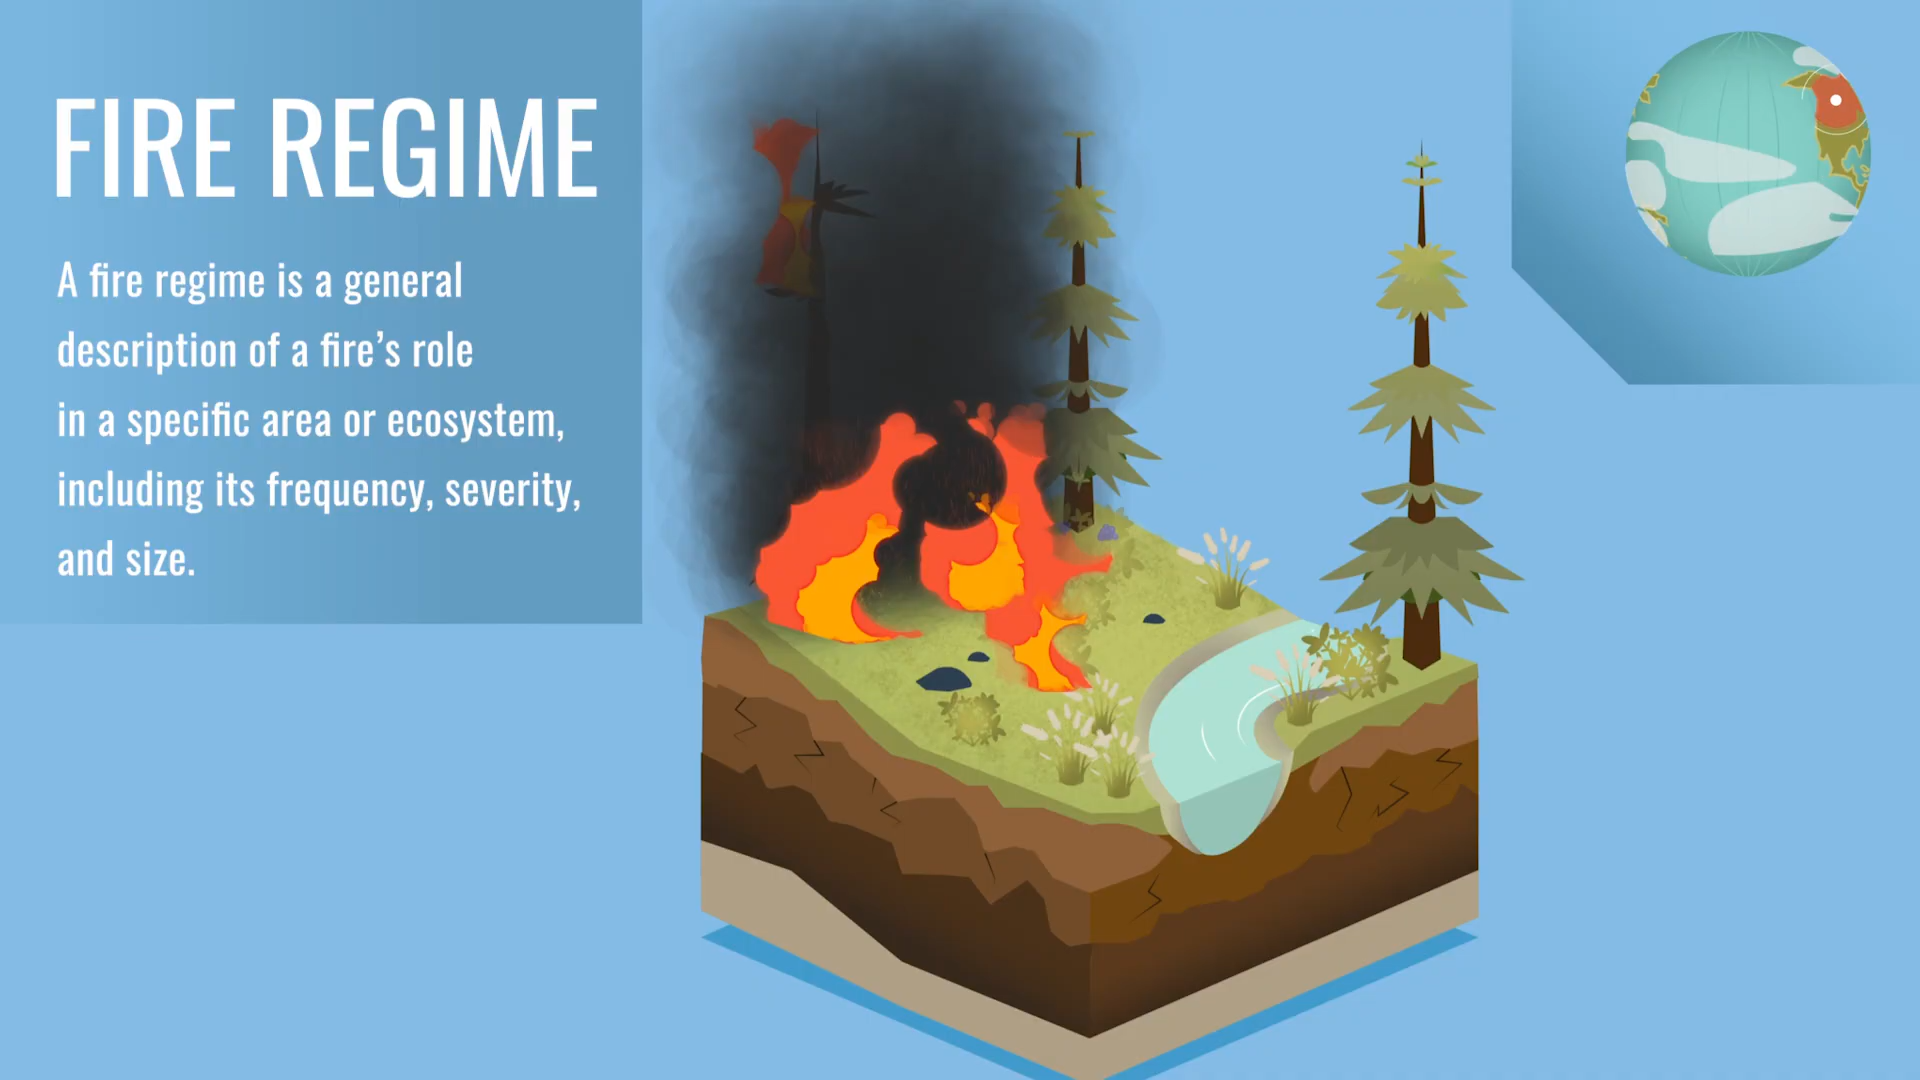 FIRE REGIME
A fire regime is a general
description of a fire’s role
in a specific area or ecosystem,
including its frequency, severity,
and size.